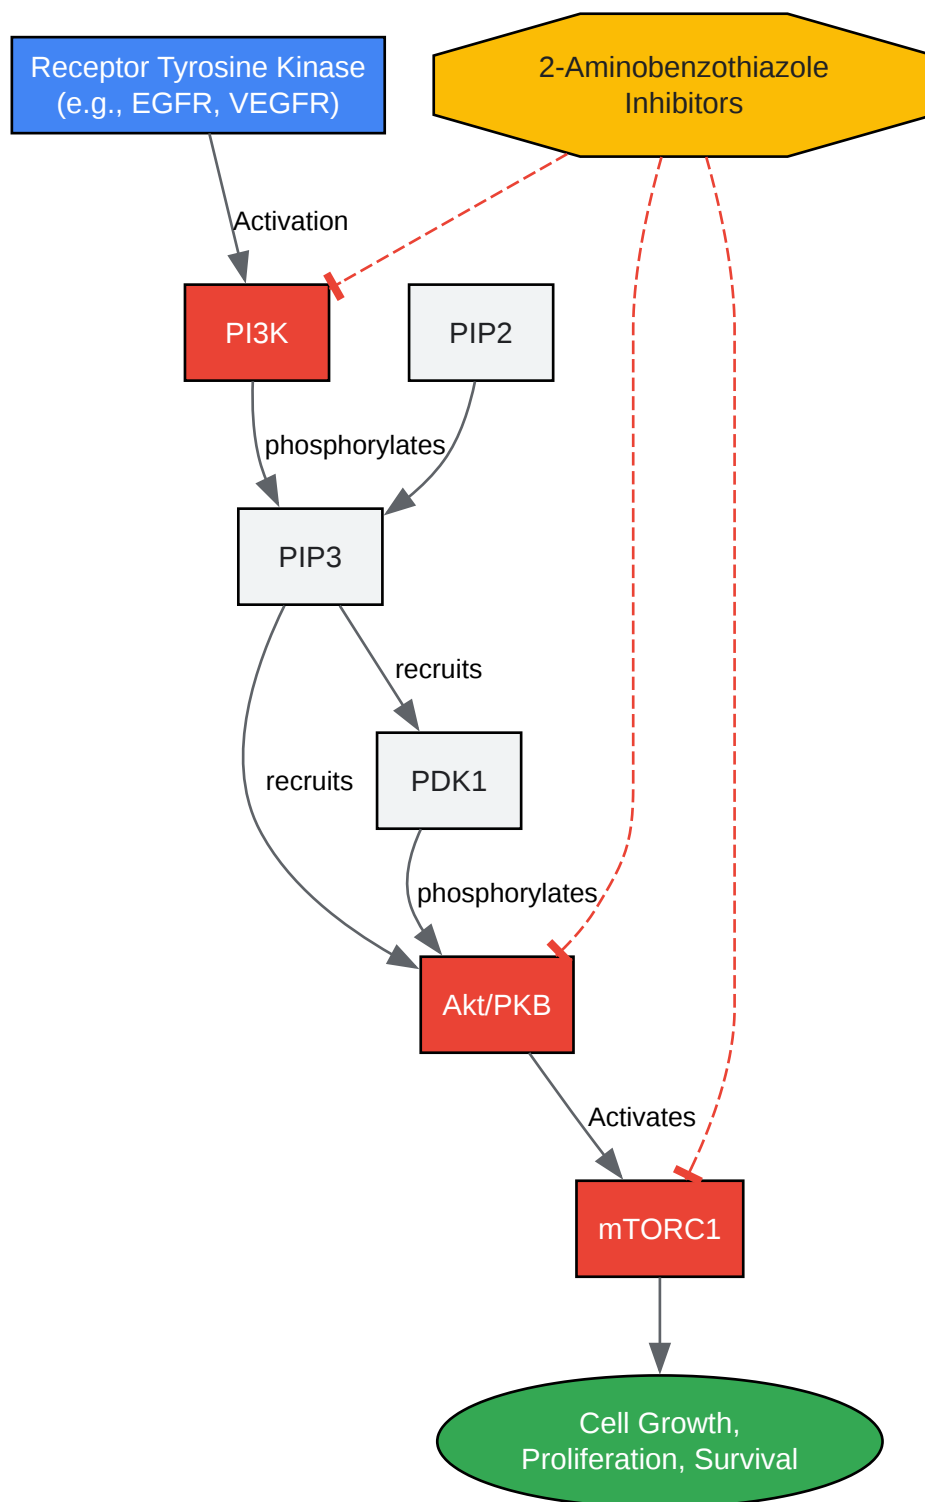 Receptor Tyrosine Kinase
(e.g., EGFR, VEGFR)
2-Aminobenzothiazole
Inhibitors
Activation
PI3K
PIP2
phosphorylates
PIP3
recruits
recruits
PDK1
phosphorylates
Akt/PKB
Activates
mTORC1
Cell Growth,
Proliferation, Survival